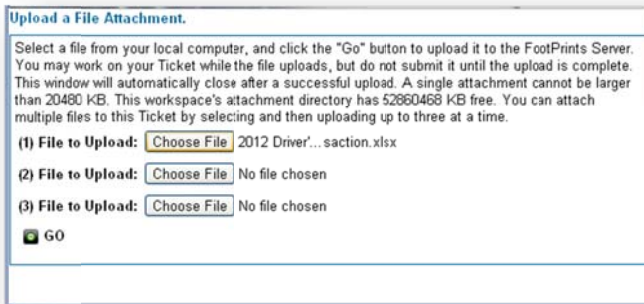 Upload a File Attachment.
Select a file from your local computer, and click the "Go" button to upload it to the FootPrints Server.
You may work on your Ticket while the file uploads, but do not submit it until the upload is complete.
This window will automatically close after a successful upload. A single attachment cannot be larger
than 20480 KB. This workspace's attachment directory has 52860468 KB free. You can attach
multiple files to this Ticket by selecting and then uploading up to three at a time.
(1) File to Upload: Choose File 2012 Driver'... saction.xlsx
(2) File to Upload: Choose File No file chosen
(3) File to Upload: Choose File No file chosen
GO